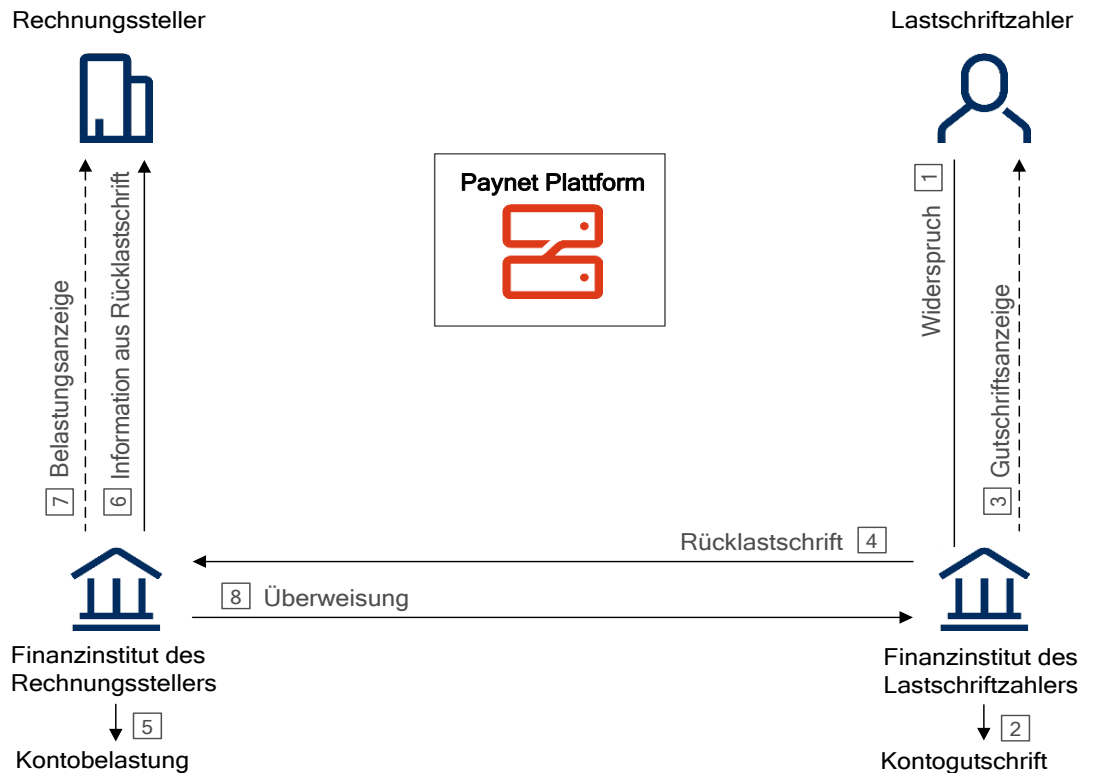 Rechnungssteller
Lastschriftzahler
Paynet Plattform
1 Widerspruch
3 Gutschriftsanzeige
7 Belastungsanzeige
6 Information aus Rücklastschrift
Rücklastschrift 4
8 Überweisung
Finanzinstitut des
Rechnungsstellers
Finanzinstitut des
Lastschriftzahlers
5
Kontobelastung
2
Kontogutschrift